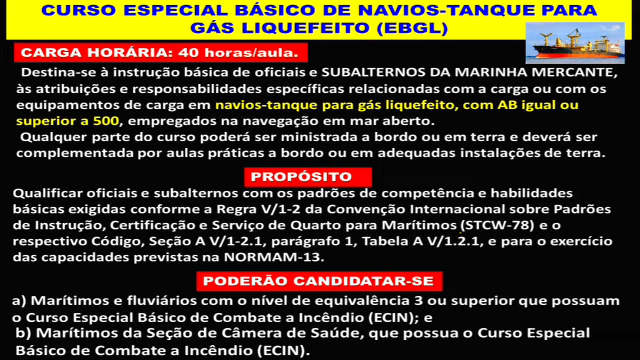 CURSO ESPECIAL BÁSICO DE NAVIOS-TANQUE PARA
GÁS LIQUEFEITO (EBGL)
CARGA HORÁRIA: 40 horas/aula.
Destina-se à instrução básica de oficiais e SUBALTERNOS DA MARINHA MERCANTE,
às atribuições e responsabilidades específicas relacionadas com a carga ou com os
equipamentos de carga em navios-tanque para gás liquefeito, com AB igual ou
superior a 500, empregados na navegação em mar aberto.
Qualquer parte do curso poderá ser ministrada a bordo ou em terra e deverá ser
complementada por aulas práticas a bordo ou em adequadas instalações de terra.
PROPÓSITO
Qualificar oficiais e subalternos com os padrões de competência e habilidades
básicas exigidas conforme a Regra V/1-2 da Convenção Internacional sobre Padrões
de Instrução, Certificação e Serviço de Quarto para Marítimos (STCW-78) e o
respectivo Código, Seção A V/1-2.1, parágrafo 1, Tabela A V/1.2.1, e para o exercício
das capacidades previstas na NORMAM-13.
PODERÃO CANDIDATAR-SE
a) Marítimos e fluviários com o nível de equivalência 3 ou superior que possuam
o Curso Especial Básico de Combate a Incêndio (ECIN); e
b) Marítimos da Seção de Câmera de Saúde, que possua o Curso Especial
Básico de Combate a Incêndio (ECIN).